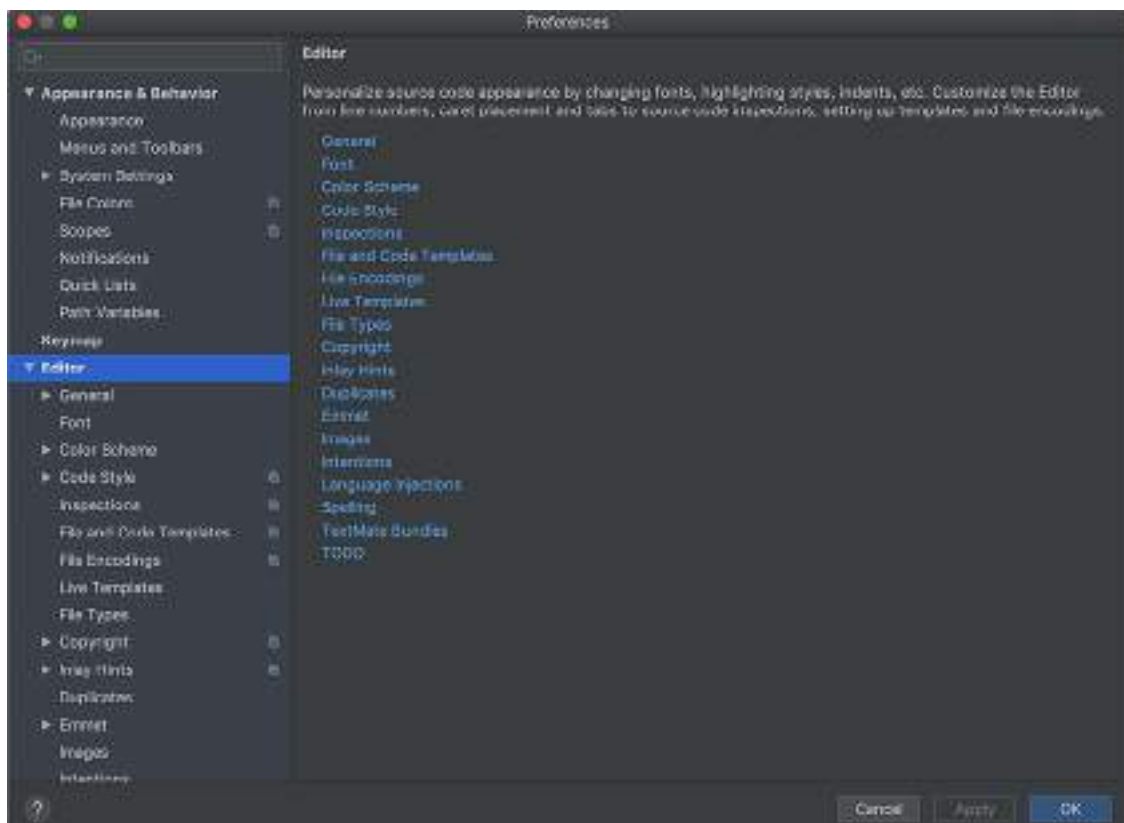 Preferences
Appearance & Behavior
Appearance
Menus and Toolbars
System Settings
File Colors
Scopes
Notifications
Quick Lists
Path Variables
Keymap
Editor
General
Font
Color Scheme
Code Style
Inspections
File and Code Templates
File Encodings
Live Templates
File Types
Copyright
Inlay Hints
Duplicates
Emmet
Images
Intentions
Editor
Personalize source code appearance by changing fonts, highlighting styles, indents, etc. Customize the Editor
from line numbers, caret placement and tabs to source code inspections, setting up templates and file encodings.
General
Font
Color Scheme
Code Style
Inspections
File and Code Templates
File Encodings
Live Templates
File Types
Copyright
Inlay Hints
Duplicates
Emmet
Images
Intentions
Language Injections
Spelling
TextMate Bundles
TODO
?
Cancel
Apply
OK